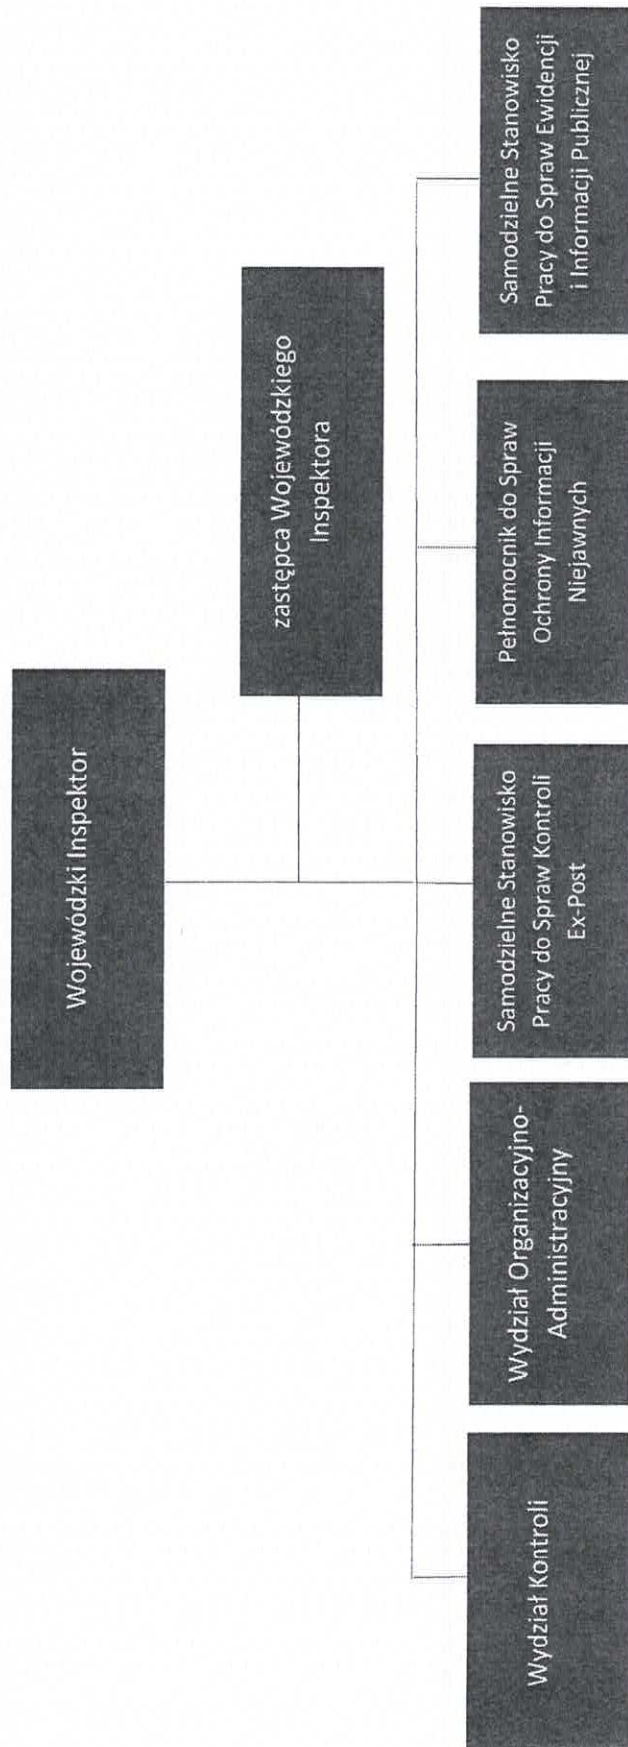 Wojewódzki Inspektor
zastępca Wojewódzkiego
Inspektora
Wydział Kontroli
Wydział Organizacyjno-
Administracyjny
Samodzielne Stanowisko
Pracy do Spraw Kontroli
Ex-Post
Pełnomocnik do Spraw
Ochrony Informacji
Niejawnych
Samodzielne Stanowisko
Pracy do Spraw Ewidencji
i Informacji Publicznej